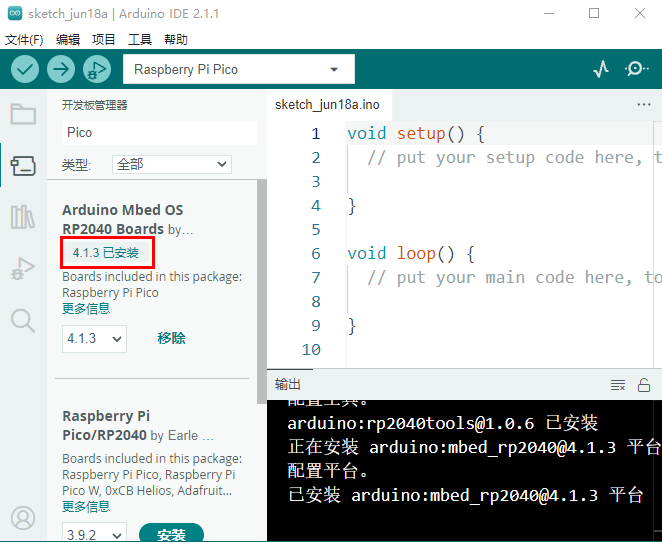 sketch_jun18a | Arduino IDE 2.1.1
文件(F) 编辑 项目 工具 帮助
Raspberry Pi Pico
开发板管理器
Pico
类型: 全部
Arduino Mbed OS
RP2040 Boards by…
4.1.3 已安装
Boards included in this package:
Raspberry Pi Pico
更多信息
4.1.3 移除
Raspberry Pi
Pico/RP2040 by Earle …
Boards included in this package:
Raspberry Pi Pico, Raspberry Pi
Pico W, 0xCB Helios, Adafruit...
更多信息
3.9.2 安装
sketch_jun18a.ino
1 void setup() {
2 // put your setup code here, t
3
4 }
5
6 void loop() {
7 // put your main code here, to
8
9 }
10
输出
配置工具。
arduino:rp2040tools@1.0.6 已安装
正在安装 arduino:mbed_rp2040@4.1.3 平台
配置平台。
已安装 arduino:mbed_rp2040@4.1.3 平台